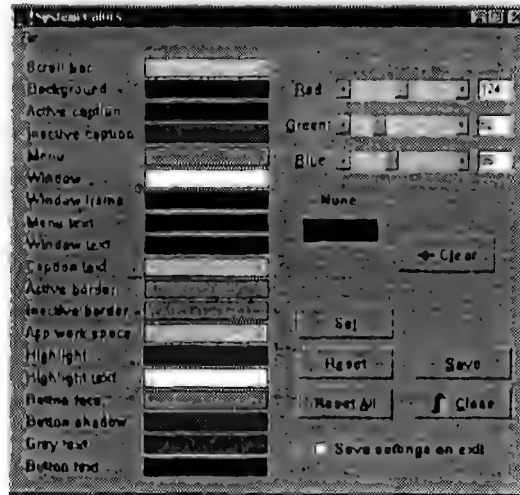 System Colors
Scroll bar
Background
Active caption
Inactive caption
Menu
Window
Window frame
Menu text
Window text
Caption text
Active border
Inactive border
App work space
Highlight
Highlight text
Button face
Button shadow
Grey text
Button text
Red
124
Green
Blue
None
Clear
Set
Reset
Save
Reset All
Close
Save settings on exit